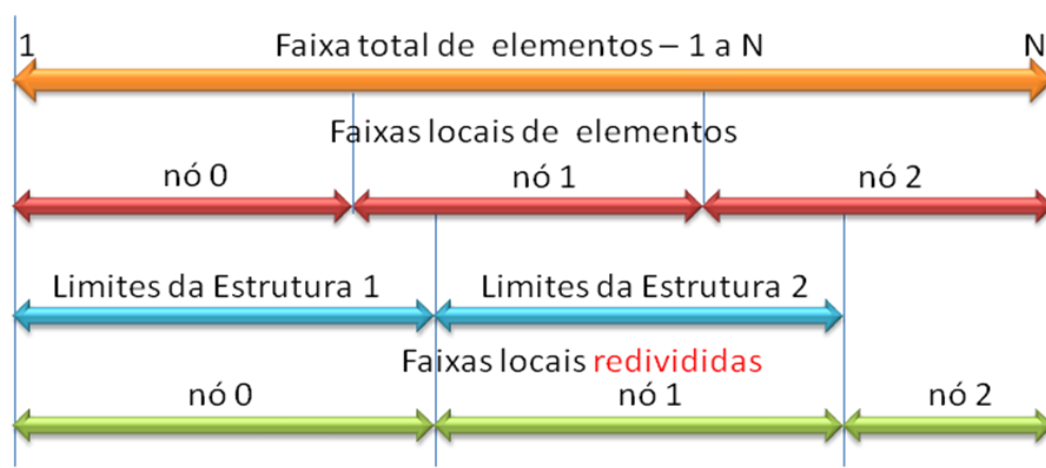 1 Faixa total de elementos – 1 a N N
Faixas locais de elementos
nó 0 nó 1 nó 2
Limites da Estrutura 1 Limites da Estrutura 2
Faixas locais redivididas
nó 0 nó 1 nó 2